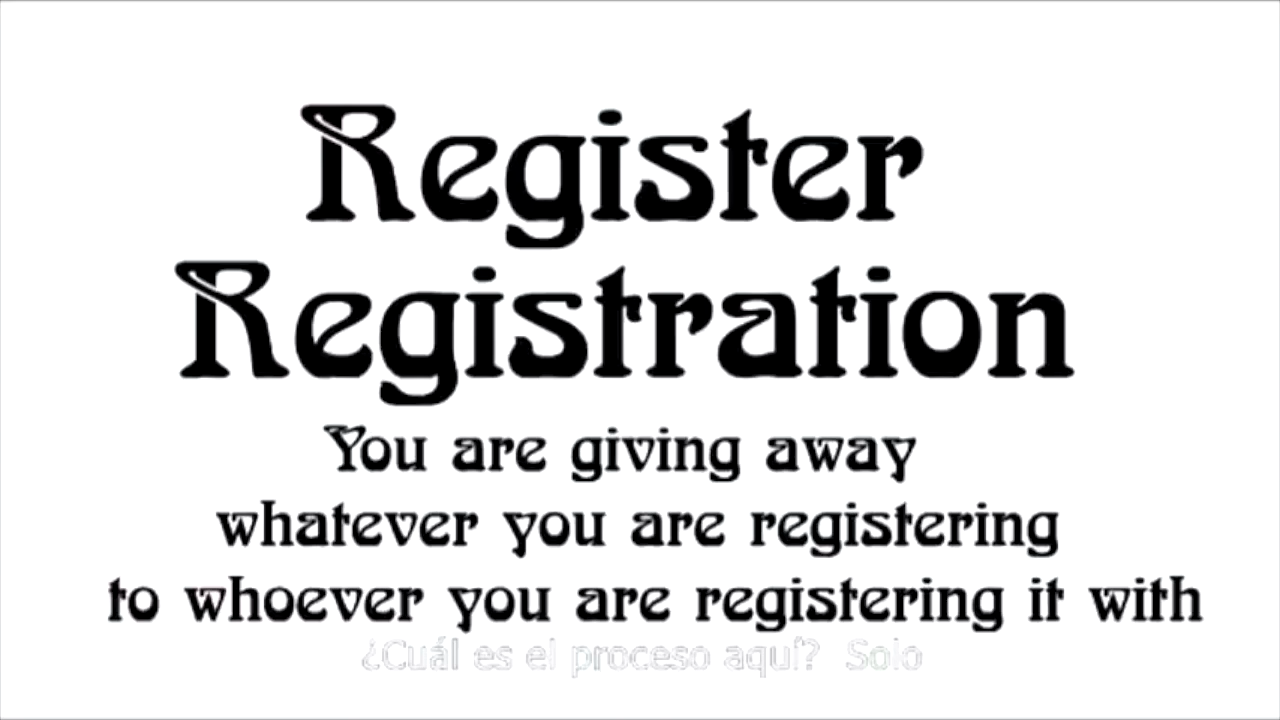 Register
Registration
You are giving away
whatever you are registering
to whoever you are registering it with
¿Cuál es el proceso aquí?  Solo